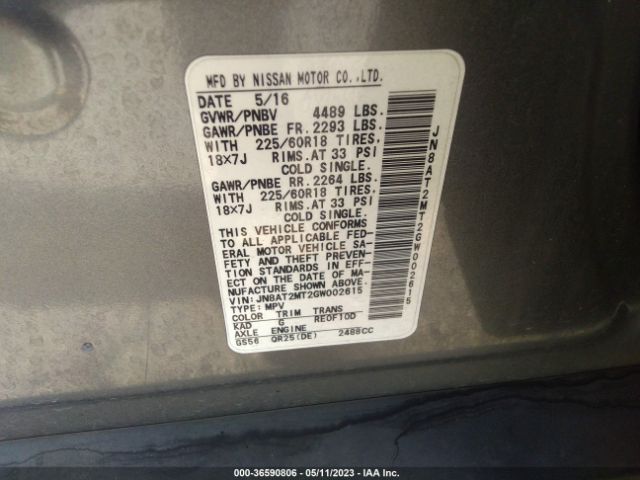 MFD BY NISSAN MOTOR CO.,LTD.
DATE 5/16
GVWR/PNBV 4489 LBS.
GAWR/PNBE FR. 2293 LBS.
WITH 225/60R18 TIRES.
18×7J RIMS.AT 33 PSI
COLD SINGLE.
GAWR/PNBE RR. 2264 LBS.
WITH 225/60R18 TIRES.
18×7J RIMS.AT 33 PSI
COLD SINGLE.
THIS VEHICLE CONFORMS
TO ALL APPLICABLE FED-
ERAL MOTOR VEHICLE SA-
FETY AND THEFT PREVEN-
TION STANDARDS IN EFF-
ECT ON THE DATE OF MA-
NUFACTURE SHOWN ABOVE.
VIN: JN8AT2MT2GW002615
TYPE: MPV
COLOR TRIM TRANS
KAD G RE0F10D
AXLE ENGINE
GS56 QR25(DE) 2488CC
JN8AT2MT2GW002615
000-36590806 - 05/11/2023 - IAA Inc.